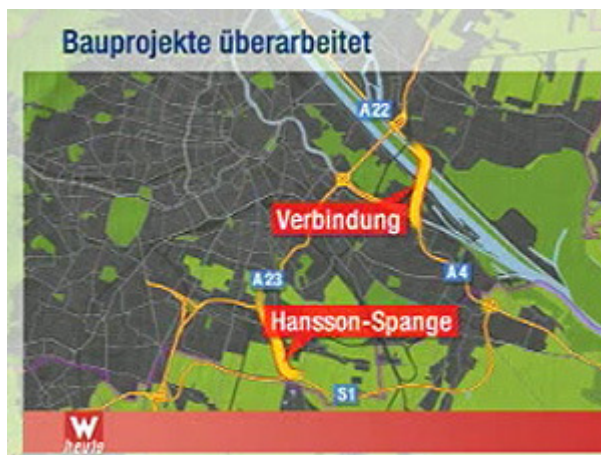 Bauprojekte überarbeitet
A22
Verbindung
A23
A4
Hansson-Spange
S1
W
heute